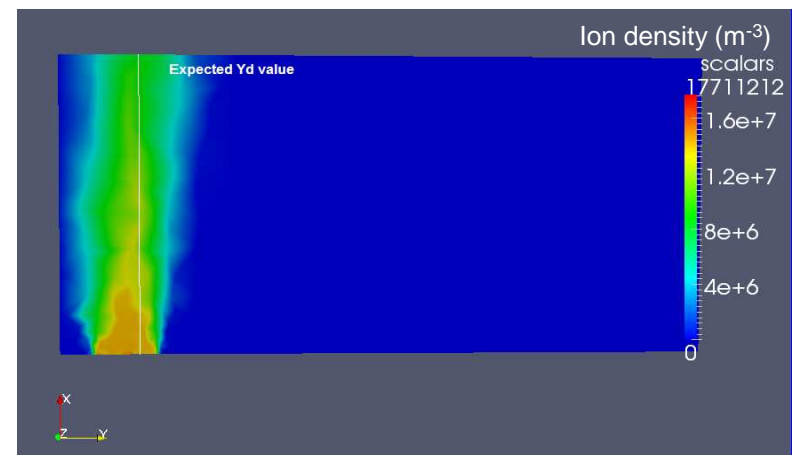 Ion density (m-3)
scalars
Expected Yd value
17711212
1.6e+7
1.2e+7
8e+6
4e+6
0
X
Z Y